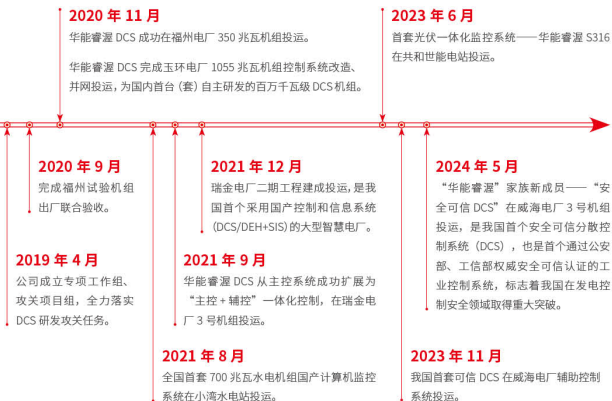 2020 年 11 月
华能睿渥 DCS 成功在福州电厂 350 兆瓦机组投运。
华能睿渥 DCS 完成玉环电厂 1055 兆瓦机组控制系统改造、
并网投运，为国内首台（套）自主研发的百万千瓦级 DCS 机组。
2023 年 6 月
首套光伏一体化监控系统——华能睿渥 S316
在共和世能电站投运。
2020 年 9 月
完成福州试验机组
出厂联合验收。
2019 年 4 月
公司成立专项工作组、
攻关项目组，全力落实
DCS 研发攻关任务。
2021 年 12 月
瑞金电厂二期工程建成投运，是我
国首个采用国产控制和信息系统
（DCS/DEH+SIS）的大型智慧电厂。
2021 年 9 月
华能睿渥 DCS 从主控系统成功扩展为
“主控 + 辅控”一体化控制，在瑞金电
厂 3 号机组投运。
2021 年 8 月
全国首套 700 兆瓦水电机组国产计算机监控
系统在小湾水电站投运。
2024 年 5 月
“华能睿渥”家族新成员——“安
全可信 DCS”在威海电厂 3 号机组
投运，是我国首个安全可信分散控
制系统（DCS），也是首个通过公安
部、工信部权威安全可信认证的工
业控制系统，标志着我国在发电控
制安全领域取得重大突破。
2023 年 11 月
我国首套可信 DCS 在威海电厂辅助控制
系统投运。